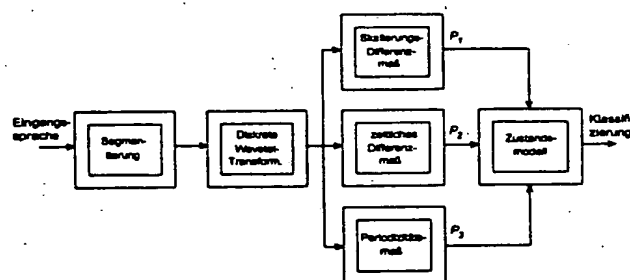 Skalierungs-
Differenz-
maß
P₁
Eingangs-
sprache
Segmen-
tierung
Diskrete
Wavelet-
Transform.
zeitliches
Differenz-
maß
P₂
Zustands-
modell
Klassifi-
zierung
Periodizitäts-
maß
P₃